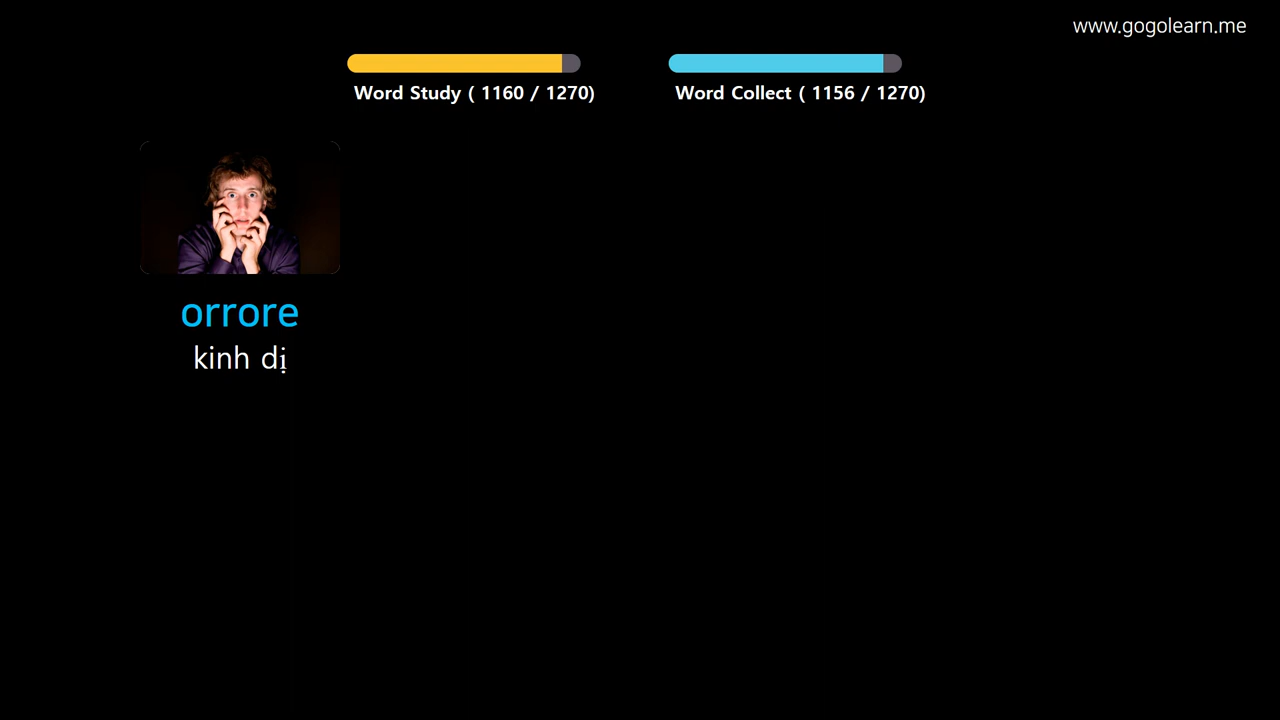 www.gogolearn.me
Word Study ( 1160 / 1270)
Word Collect ( 1156 / 1270)
orrore
kinh dị